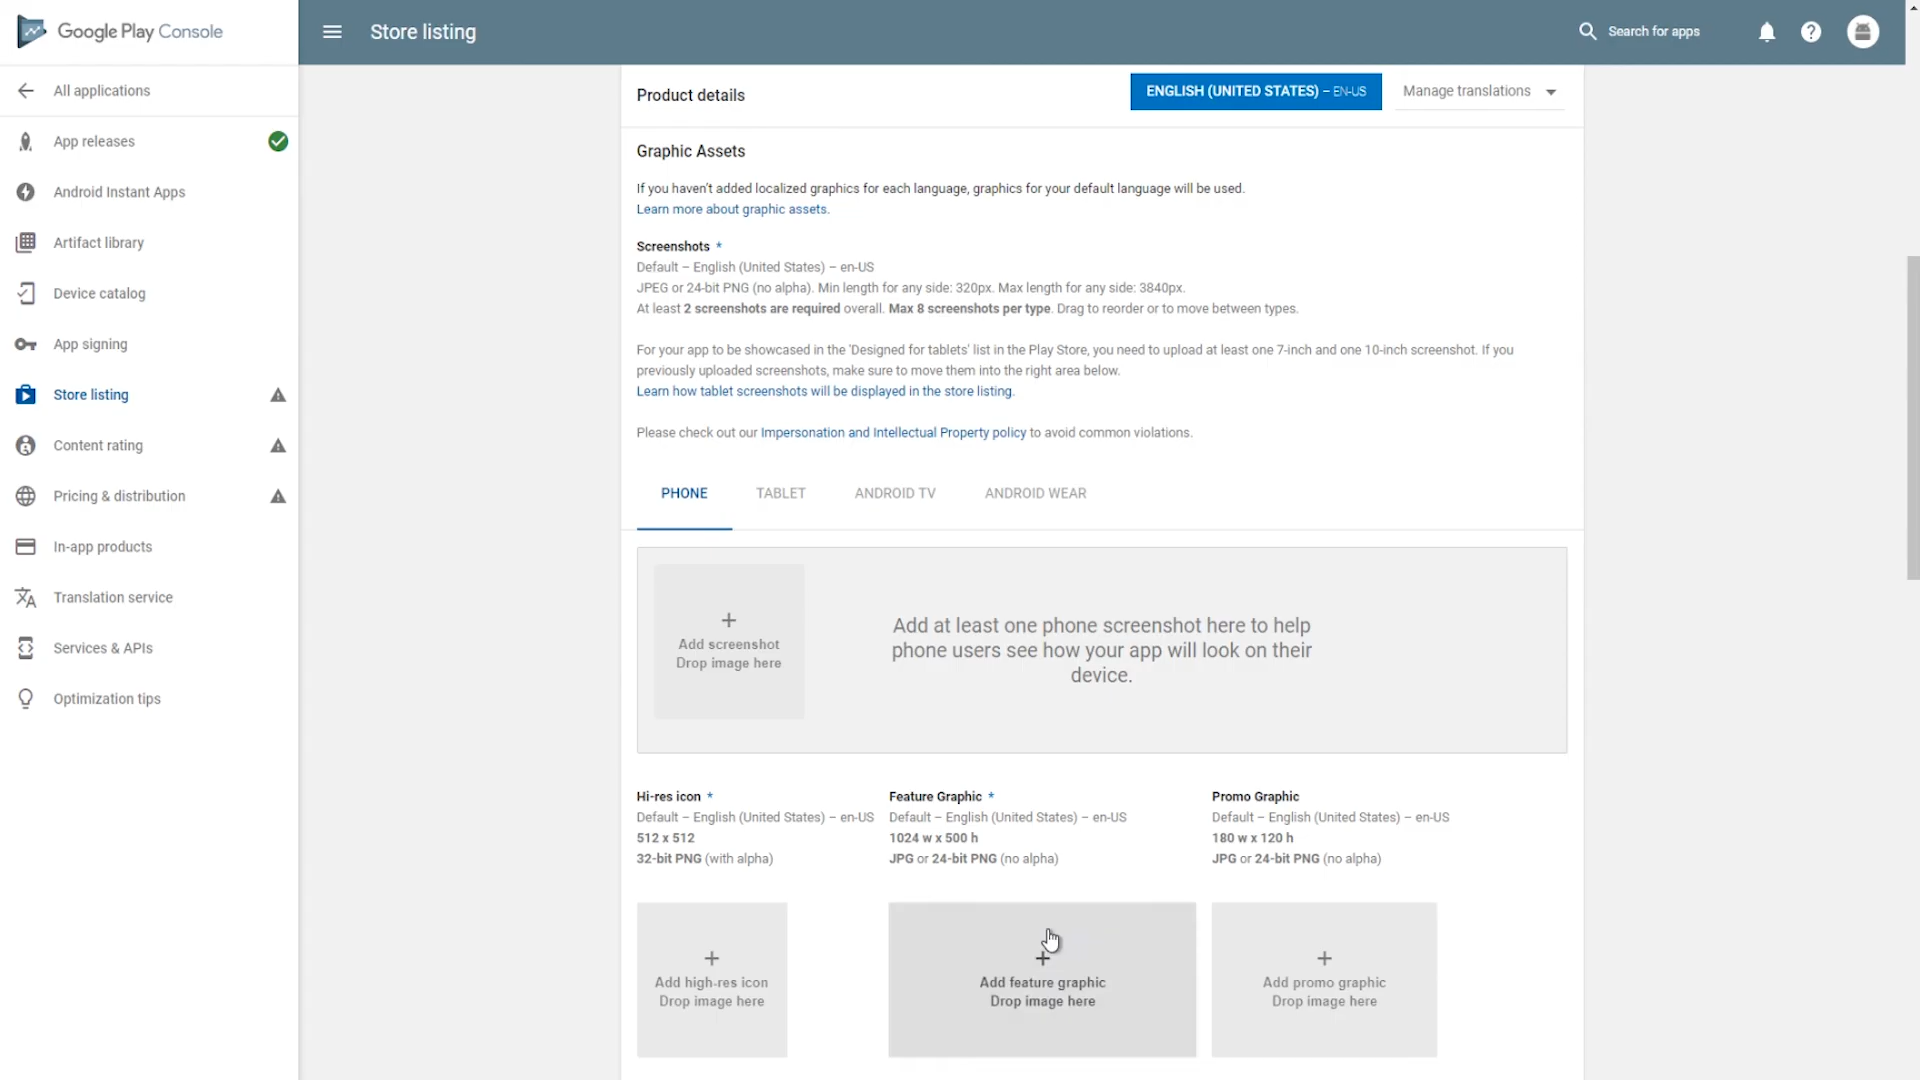 Google Play Console
Store listing
Search for apps
All applications
App releases
Android Instant Apps
Artifact library
Device catalog
App signing
Store listing
Content rating
Pricing & distribution
In-app products
Translation service
Services & APIs
Optimization tips
Product details
ENGLISH (UNITED STATES) – EN-US
Manage translations
Graphic Assets
If you haven't added localized graphics for each language, graphics for your default language will be used.
Learn more about graphic assets.
Screenshots *
Default – English (United States) – en-US
JPEG or 24-bit PNG (no alpha). Min length for any side: 320px. Max length for any side: 3840px.
At least 2 screenshots are required overall. Max 8 screenshots per type. Drag to reorder or to move between types.
For your app to be showcased in the 'Designed for tablets' list in the Play Store, you need to upload at least one 7-inch and one 10-inch screenshot. If you
previously uploaded screenshots, make sure to move them into the right area below.
Learn how tablet screenshots will be displayed in the store listing.
Please check out our Impersonation and Intellectual Property policy to avoid common violations.
PHONE
TABLET
ANDROID TV
ANDROID WEAR
+
Add screenshot
Drop image here
Add at least one phone screenshot here to help
phone users see how your app will look on their
device.
Hi-res icon *
Default – English (United States) – en-US
512 x 512
32-bit PNG (with alpha)
Feature Graphic *
Default – English (United States) – en-US
1024 w x 500 h
JPG or 24-bit PNG (no alpha)
Promo Graphic
Default – English (United States) – en-US
180 w x 120 h
JPG or 24-bit PNG (no alpha)
+
Add high-res icon
Drop image here
+
Add feature graphic
Drop image here
+
Add promo graphic
Drop image here